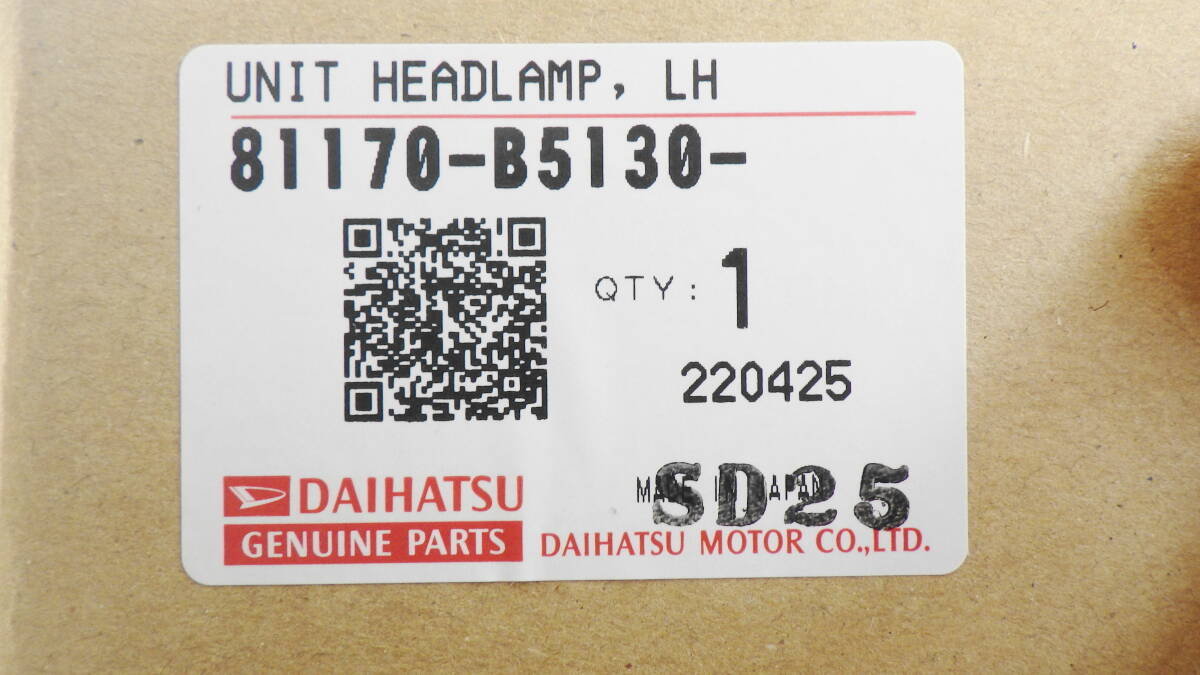 UNIT HEADLAMP, LH
81170-B5130-
QTY: 1
220425
DAIHATSU
GENUINE PARTS
MADE IN JAPAN
SD25
DAIHATSU MOTOR CO.,LTD.